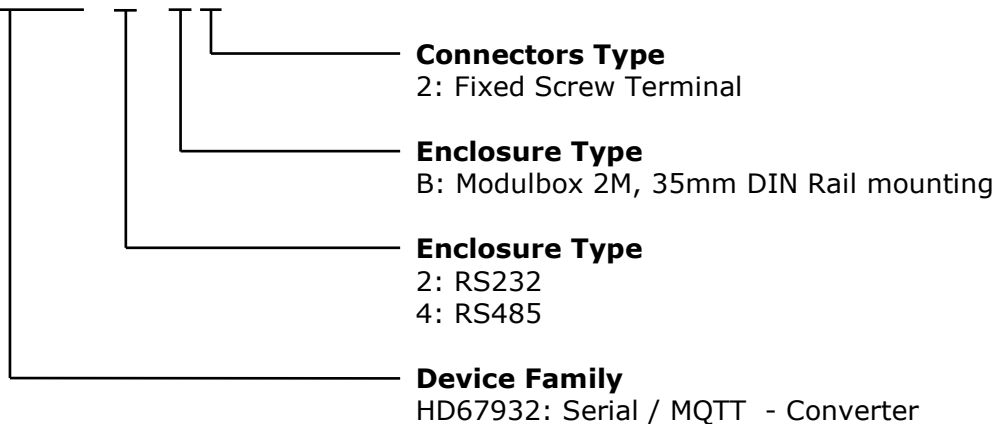 Connectors Type
2: Fixed Screw Terminal
Enclosure Type
B: Modulbox 2M, 35mm DIN Rail mounting
Enclosure Type
2: RS232
4: RS485
Device Family
HD67932: Serial / MQTT - Converter